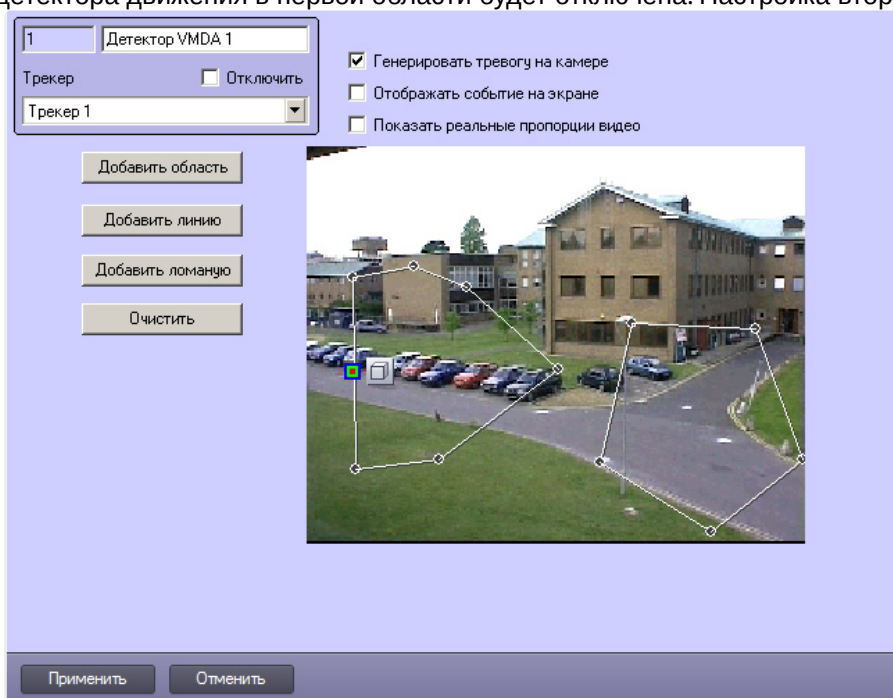 детектора движения в первой области будет отключена. Настройка втор
1 Детектор VMDA 1
Трекер Отключить
Трекер 1
Генерировать тревогу на камере
Отображать событие на экране
Показать реальные пропорции видео
Добавить область
Добавить линию
Добавить ломаную
Очистить
Применить Отменить